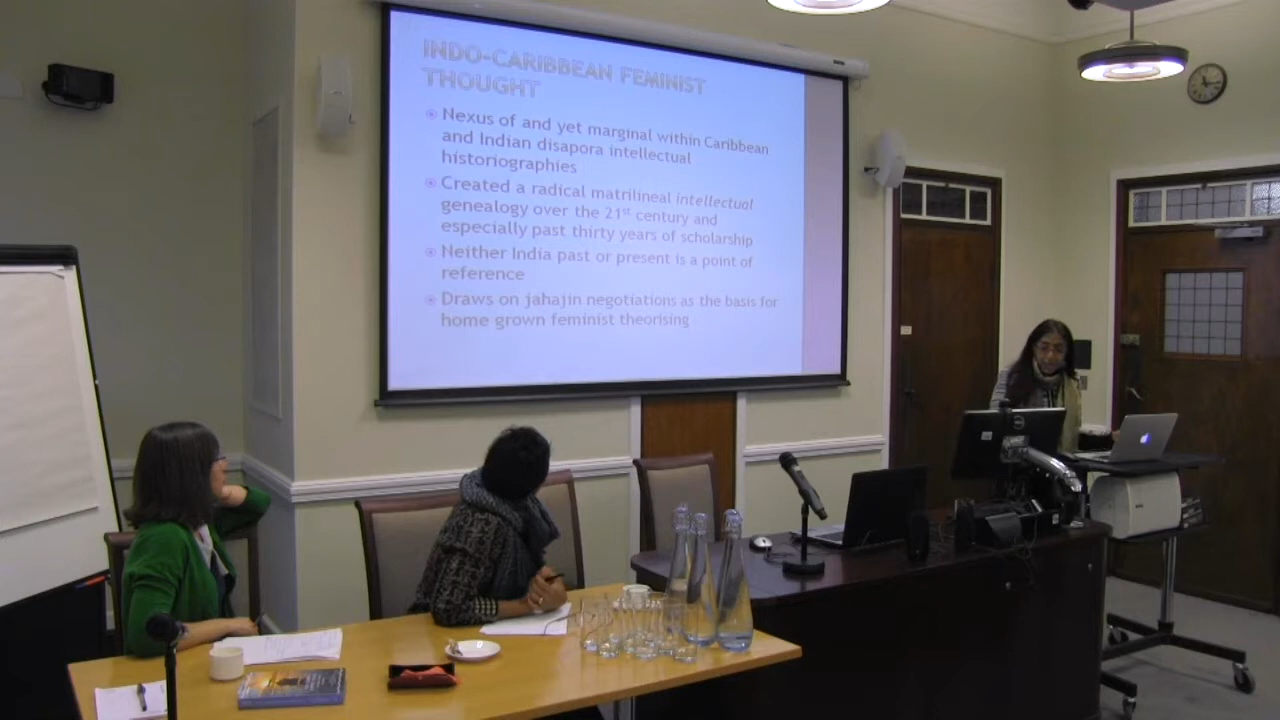 INDO-CARIBBEAN FEMINIST
THOUGHT
Nexus of and yet marginal within Caribbean
and Indian disapora intellectual
historiographies
Created a radical matrilineal intellectual
genealogy over the 21st century and
especially past thirty years of scholarship
Neither India past or present is a point of
reference
Draws on jahajin negotiations as the basis for
home grown feminist theorising